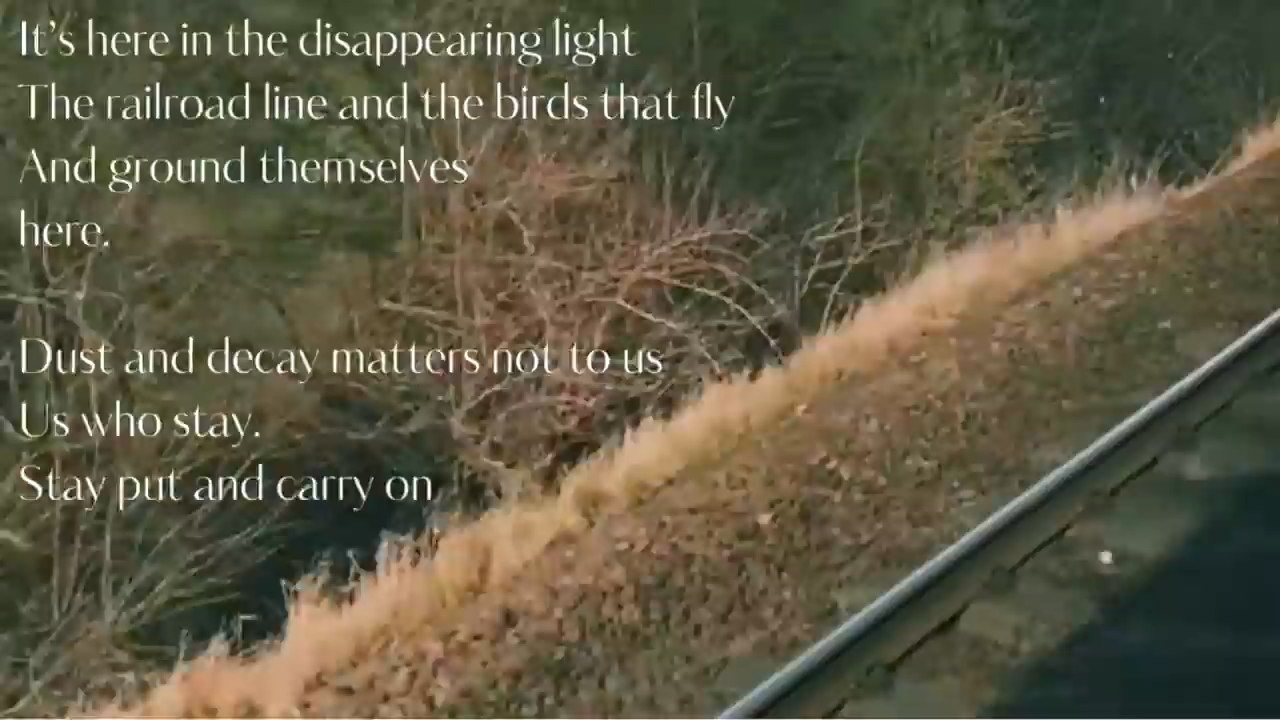 It’s here in the disappearing light
The railroad line and the birds that fly
And ground themselves
here.
Dust and decay matters not to us
Us who stay.
Stay put and carry on